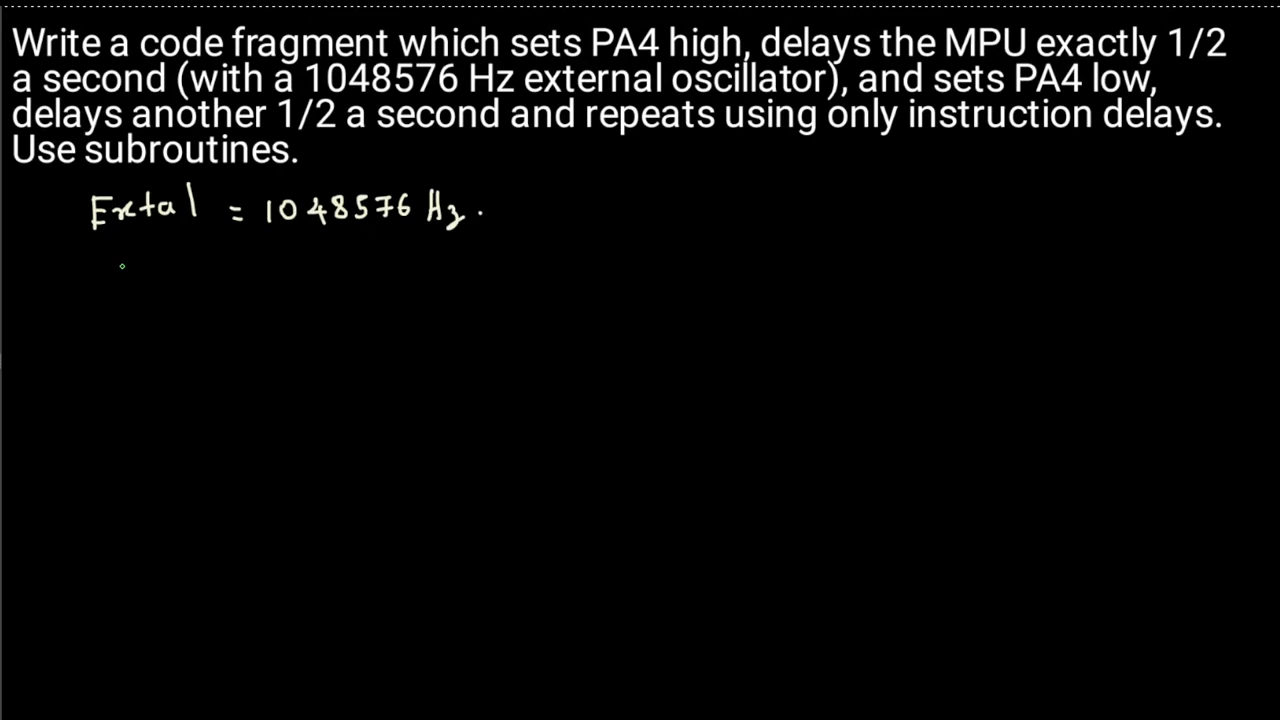 Write a code fragment which sets PA4 high, delays the MPU exactly 1/2
a second (with a 1048576 Hz external oscillator), and sets PA4 low,
delays another 1/2 a second and repeats using only instruction delays.
Use subroutines.
Extal = 1048576 Hz.